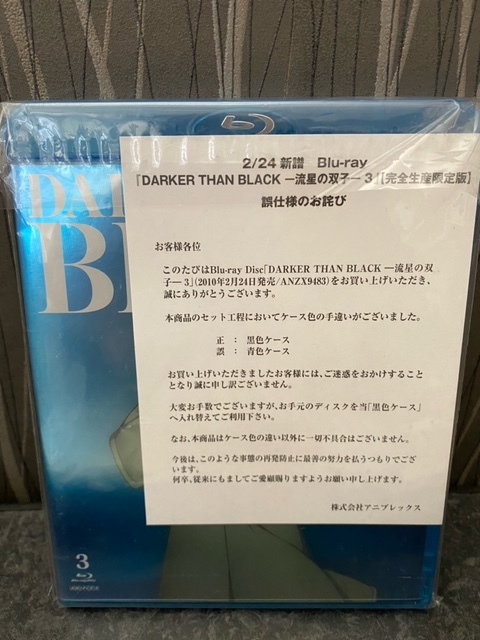 2/24 新譜 Blu-ray
『DARKER THAN BLACK ―流星の双子― 3』【完全生産限定版】
誤仕様のお詫び
お客様各位
このたびはBlu-ray Disc「DARKER THAN BLACK ―流星の双
子― 3」(2010年2月24日発売/ANZX9483)をお買い上げいただき、
誠にありがとうございます。
本商品のセット工程においてケース色の手違いがございました。
正 : 黒色ケース
誤 : 青色ケース
お買い上げいただきましたお客様には、ご迷惑をおかけすること
となり誠に申し訳ございません。
大変お手数でございますが、お手元のディスクを当「黒色ケース」
へ入れ替えてご利用下さい。
なお、本商品はケース色の違い以外に一切不具合はございません。
今後は、このような事態の再発防止に最善の努力を払うつもりでござ
います。
何卒、従来にもましてご愛顧賜りますようお願い申し上げます。
株式会社アニプレックス
3